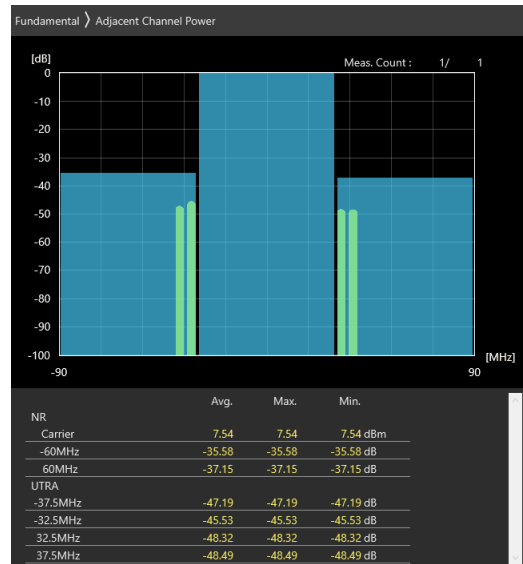 Fundamental 〉 Adjacent Channel Power
[dB]
Meas. Count : 1/ 1
0
-10
-20
-30
-40
-50
-60
-70
-80
-90
-100
[MHz]
-90 90
Avg. Max. Min.
NR
Carrier 7.54 7.54 7.54 dBm
-60MHz -35.58 -35.58 -35.58 dB
60MHz -37.15 -37.15 -37.15 dB
UTRA
-37.5MHz -47.19 -47.19 -47.19 dB
-32.5MHz -45.53 -45.53 -45.53 dB
32.5MHz -48.32 -48.32 -48.32 dB
37.5MHz -48.49 -48.49 -48.49 dB